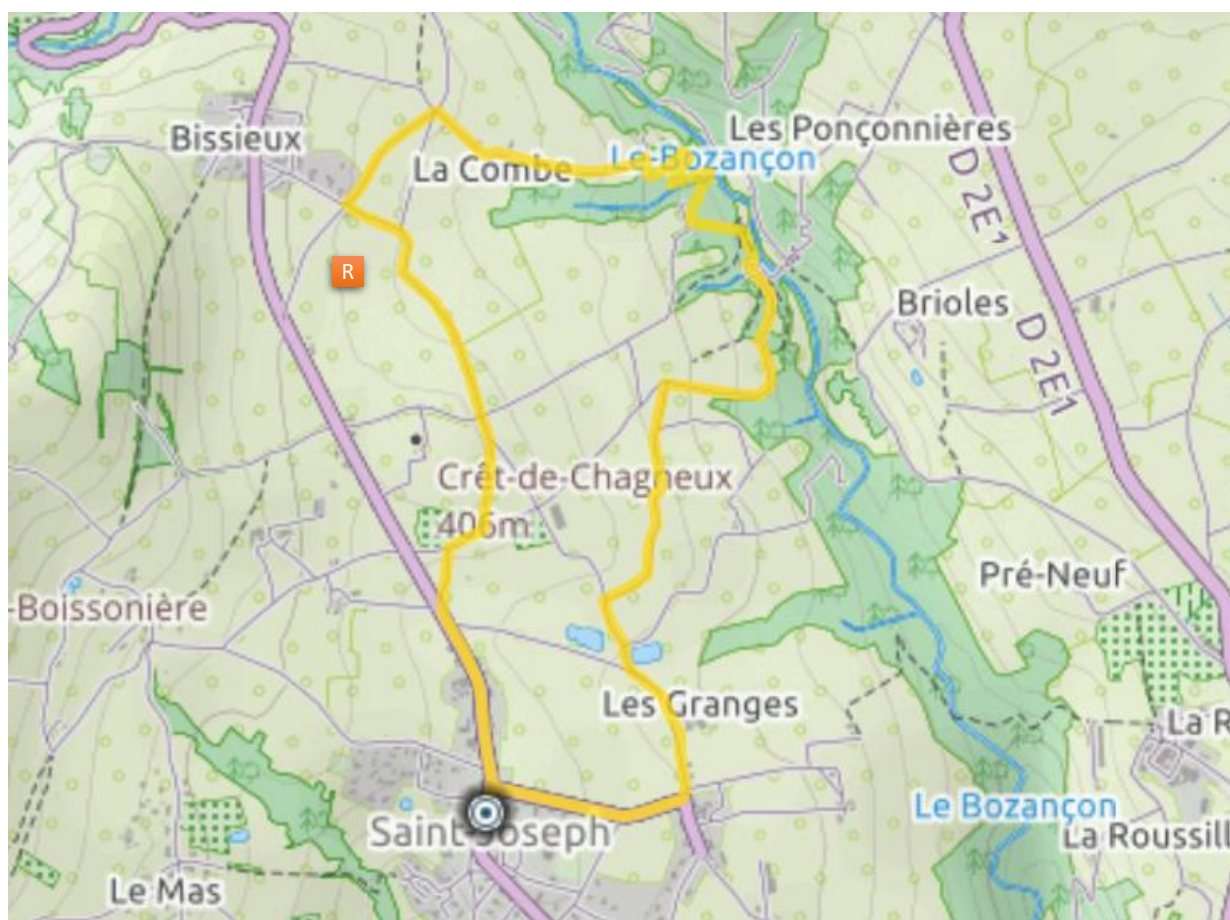 Bissieux
La Combe
Les Ponçonnières
Le-Bozançon
D 2E1
R
Brioles
D 2E1
Crêt-de-Chagneux
406m
Pré-Neuf
-Boissonière
Les Granges
La R
Saint-Joseph
Le Bozançon
La Roussill
Le Mas